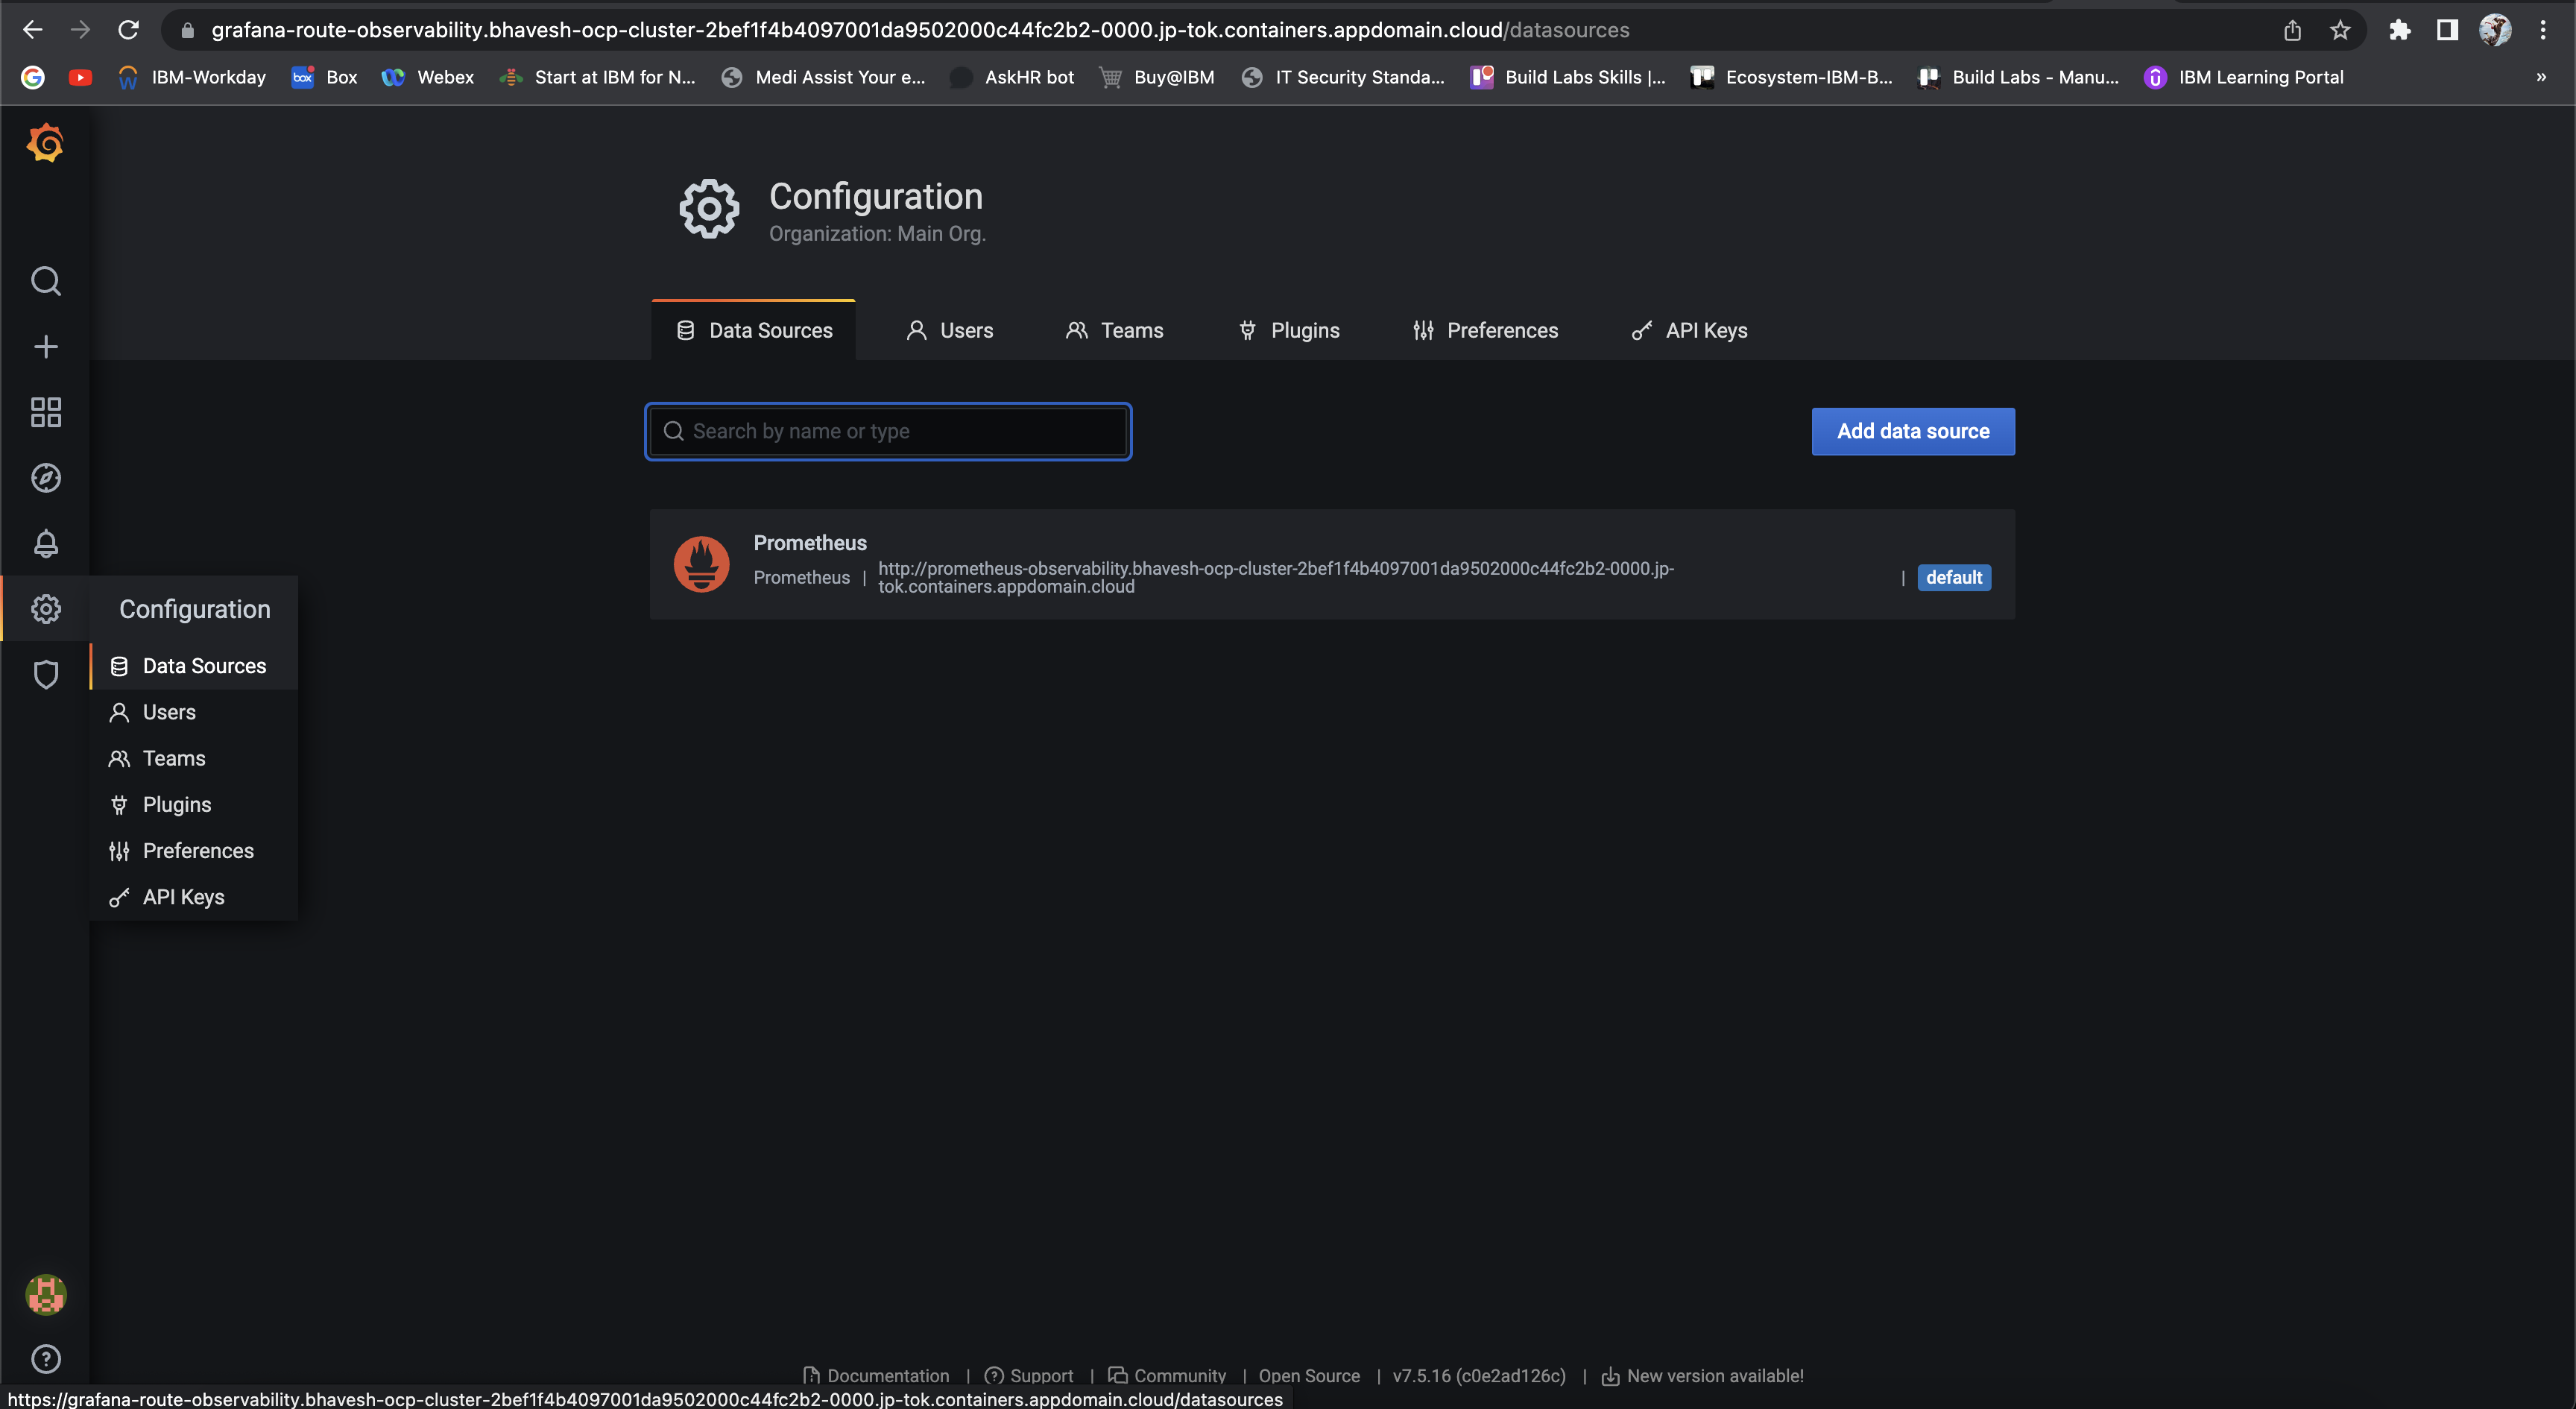 grafana-route-observability.bhavesh-ocp-cluster-2bef1f4b4097001da9502000c44fc2b2-0000.jp-tok.containers.appdomain.cloud/datasources
IBM-Workday
box
Box
Webex
Start at IBM for N...
Medi Assist Your e...
AskHR bot
Buy@IBM
IT Security Standa...
Build Labs Skills |...
Ecosystem-IBM-B...
Build Labs - Manu...
IBM Learning Portal
»
Configuration
Organization: Main Org.
Data Sources
Users
Teams
Plugins
Preferences
API Keys
Search by name or type
Add data source
Prometheus
Prometheus | http://prometheus-observability.bhavesh-ocp-cluster-2bef1f4b4097001da9502000c44fc2b2-0000.jp-
tok.containers.appdomain.cloud
| default
Configuration
Data Sources
Users
Teams
Plugins
Preferences
API Keys
Documentation | Support | Community | Open Source | v7.5.16 (c0e2ad126c) | New version available!
https://grafana-route-observability.bhavesh-ocp-cluster-2bef1f4b4097001da9502000c44fc2b2-0000.jp-tok.containers.appdomain.cloud/datasources